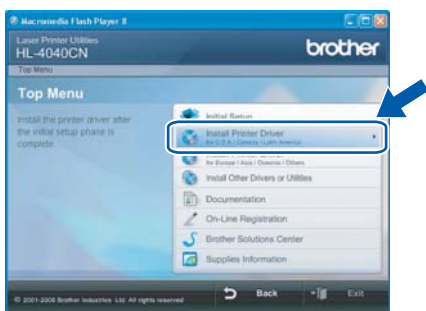 Macromedia Flash Player 8
Laser Printer Utilities
HL-4040CN
brother
Top Menu
Top Menu
Install the printer driver after
the initial setup phase is
complete.
Initial Setup
Install Printer Driver
for U.S.A / Canada / Latin America
Install Printer Driver
for Europe / Asia / Oceania / Others
Install Other Drivers or Utilities
Documentation
On-Line Registration
Brother Solutions Center
Supplies Information
© 2001-2006 Brother Industries Ltd. All rights reserved
Back
Exit